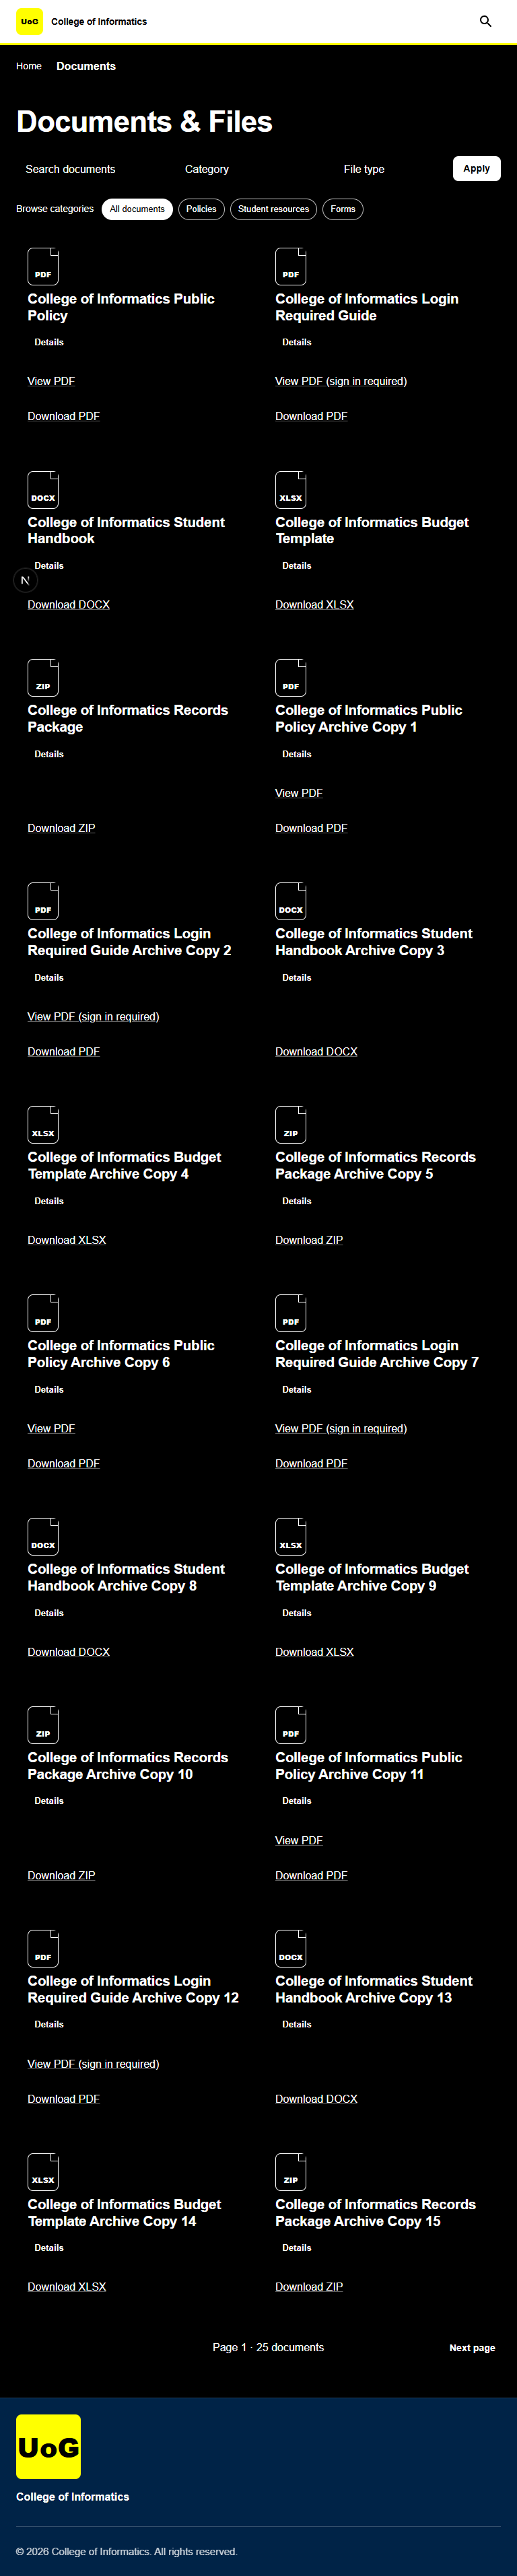 UoG College of Informatics
Home Documents
Documents & Files
Search documents Category File type Apply
Browse categories All documents Policies Student resources Forms
PDF
College of Informatics Public
Policy
Details
View PDF
Download PDF
PDF
College of Informatics Login
Required Guide
Details
View PDF (sign in required)
Download PDF
DOCX
College of Informatics Student
Handbook
Details
Download DOCX
XLSX
College of Informatics Budget
Template
Details
Download XLSX
N
ZIP
College of Informatics Records
Package
Details
Download ZIP
PDF
College of Informatics Public
Policy Archive Copy 1
Details
View PDF
Download PDF
PDF
College of Informatics Login
Required Guide Archive Copy 2
Details
View PDF (sign in required)
Download PDF
DOCX
College of Informatics Student
Handbook Archive Copy 3
Details
Download DOCX
XLSX
College of Informatics Budget
Template Archive Copy 4
Details
Download XLSX
ZIP
College of Informatics Records
Package Archive Copy 5
Details
Download ZIP
PDF
College of Informatics Public
Policy Archive Copy 6
Details
View PDF
Download PDF
PDF
College of Informatics Login
Required Guide Archive Copy 7
Details
View PDF (sign in required)
Download PDF
DOCX
College of Informatics Student
Handbook Archive Copy 8
Details
Download DOCX
XLSX
College of Informatics Budget
Template Archive Copy 9
Details
Download XLSX
ZIP
College of Informatics Records
Package Archive Copy 10
Details
Download ZIP
PDF
College of Informatics Public
Policy Archive Copy 11
Details
View PDF
Download PDF
PDF
College of Informatics Login
Required Guide Archive Copy 12
Details
View PDF (sign in required)
Download PDF
DOCX
College of Informatics Student
Handbook Archive Copy 13
Details
Download DOCX
XLSX
College of Informatics Budget
Template Archive Copy 14
Details
Download XLSX
ZIP
College of Informatics Records
Package Archive Copy 15
Details
Download ZIP
Page 1 · 25 documents Next page
UoG
College of Informatics
© 2026 College of Informatics. All rights reserved.